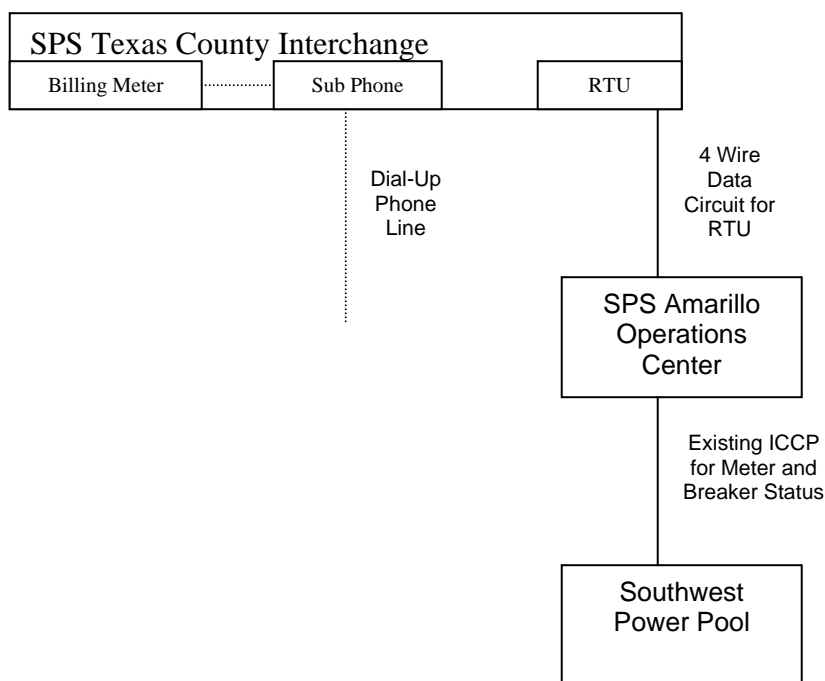 SPS Texas County Interchange
Billing Meter
Sub Phone
RTU
Dial-Up
Phone
Line
4 Wire
Data
Circuit for
RTU
SPS Amarillo
Operations
Center
Existing ICCP
for Meter and
Breaker Status
Southwest
Power Pool